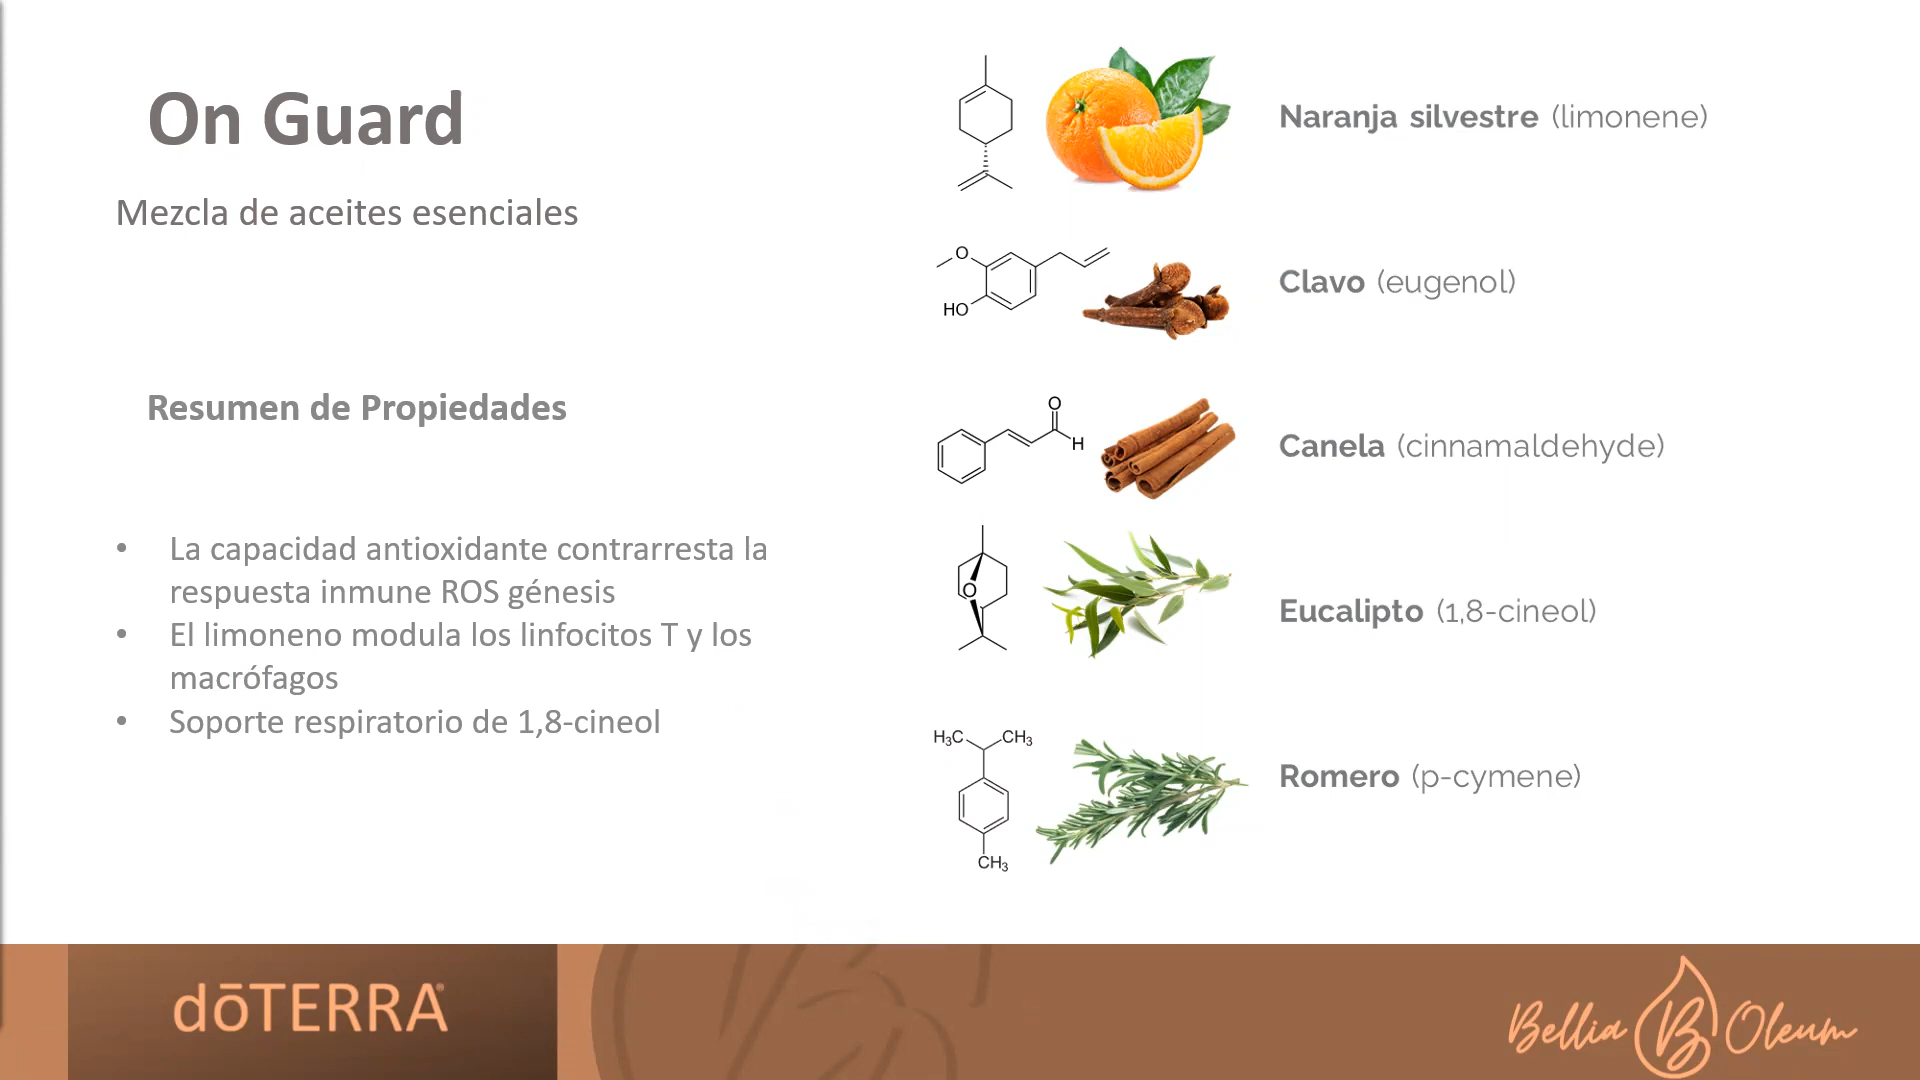 On Guard
Mezcla de aceites esenciales
Resumen de Propiedades
• La capacidad antioxidante contrarresta la
respuesta inmune ROS génesis
• El limoneno modula los linfocitos T y los
macrófagos
• Soporte respiratorio de 1,8-cineol
Naranja silvestre (limonene)
O
HO
Clavo (eugenol)
O
H
Canela (cinnamaldehyde)
O
Eucalipto (1,8-cineol)
H₃C CH₃
CH₃
Romero (p-cymene)
dōTERRA®
Bellia B Oleum